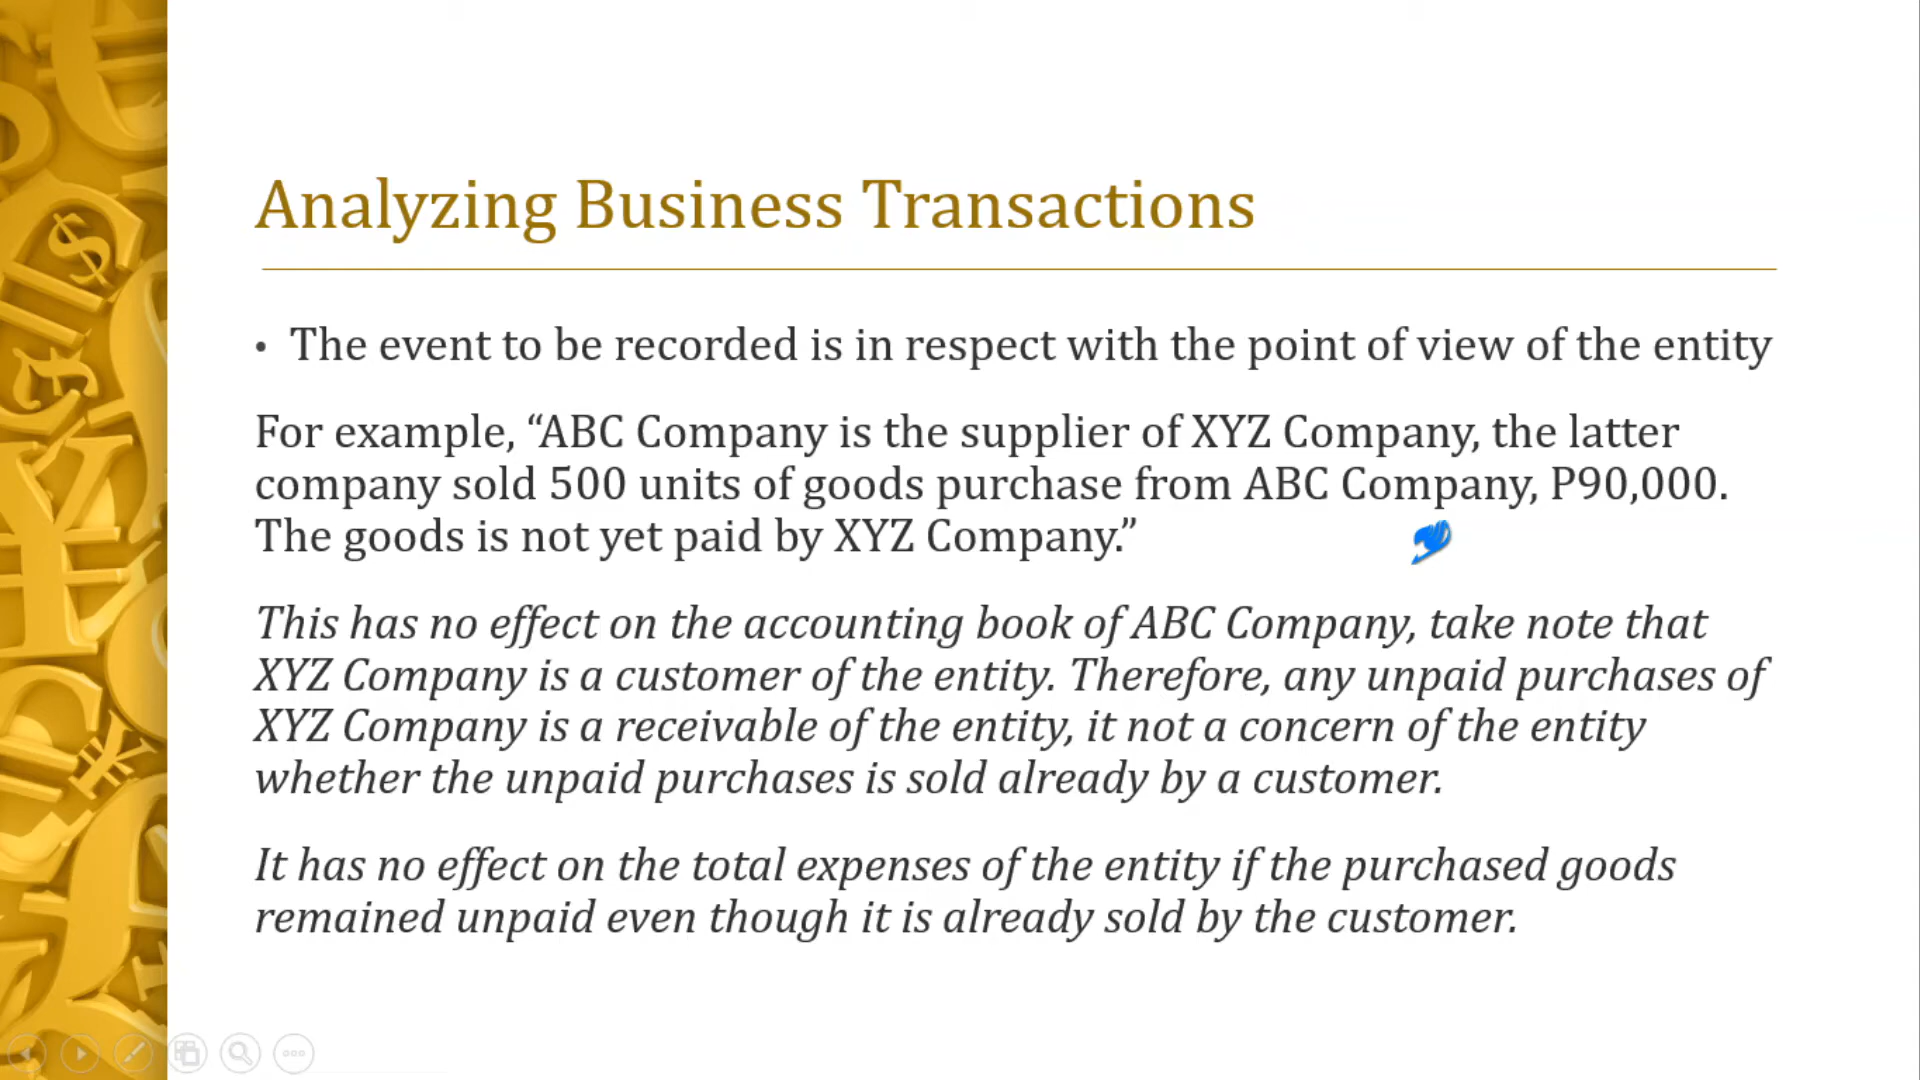 Analyzing Business Transactions
• The event to be recorded is in respect with the point of view of the entity
For example, “ABC Company is the supplier of XYZ Company, the latter
company sold 500 units of goods purchase from ABC Company, P90,000.
The goods is not yet paid by XYZ Company.”
This has no effect on the accounting book of ABC Company, take note that
XYZ Company is a customer of the entity. Therefore, any unpaid purchases of
XYZ Company is a receivable of the entity, it not a concern of the entity
whether the unpaid purchases is sold already by a customer.
It has no effect on the total expenses of the entity if the purchased goods
remained unpaid even though it is already sold by the customer.